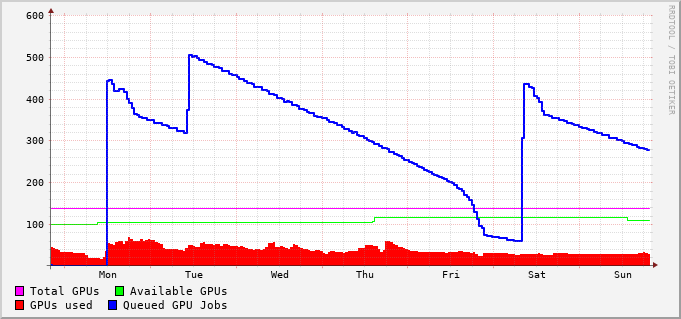 600
500
400
300
200
100
Mon Tue Wed Thu Fri Sat Sun
Total GPUs Available GPUs
GPUs used Queued GPU Jobs
RRDTOOL / TOBI OETIKER